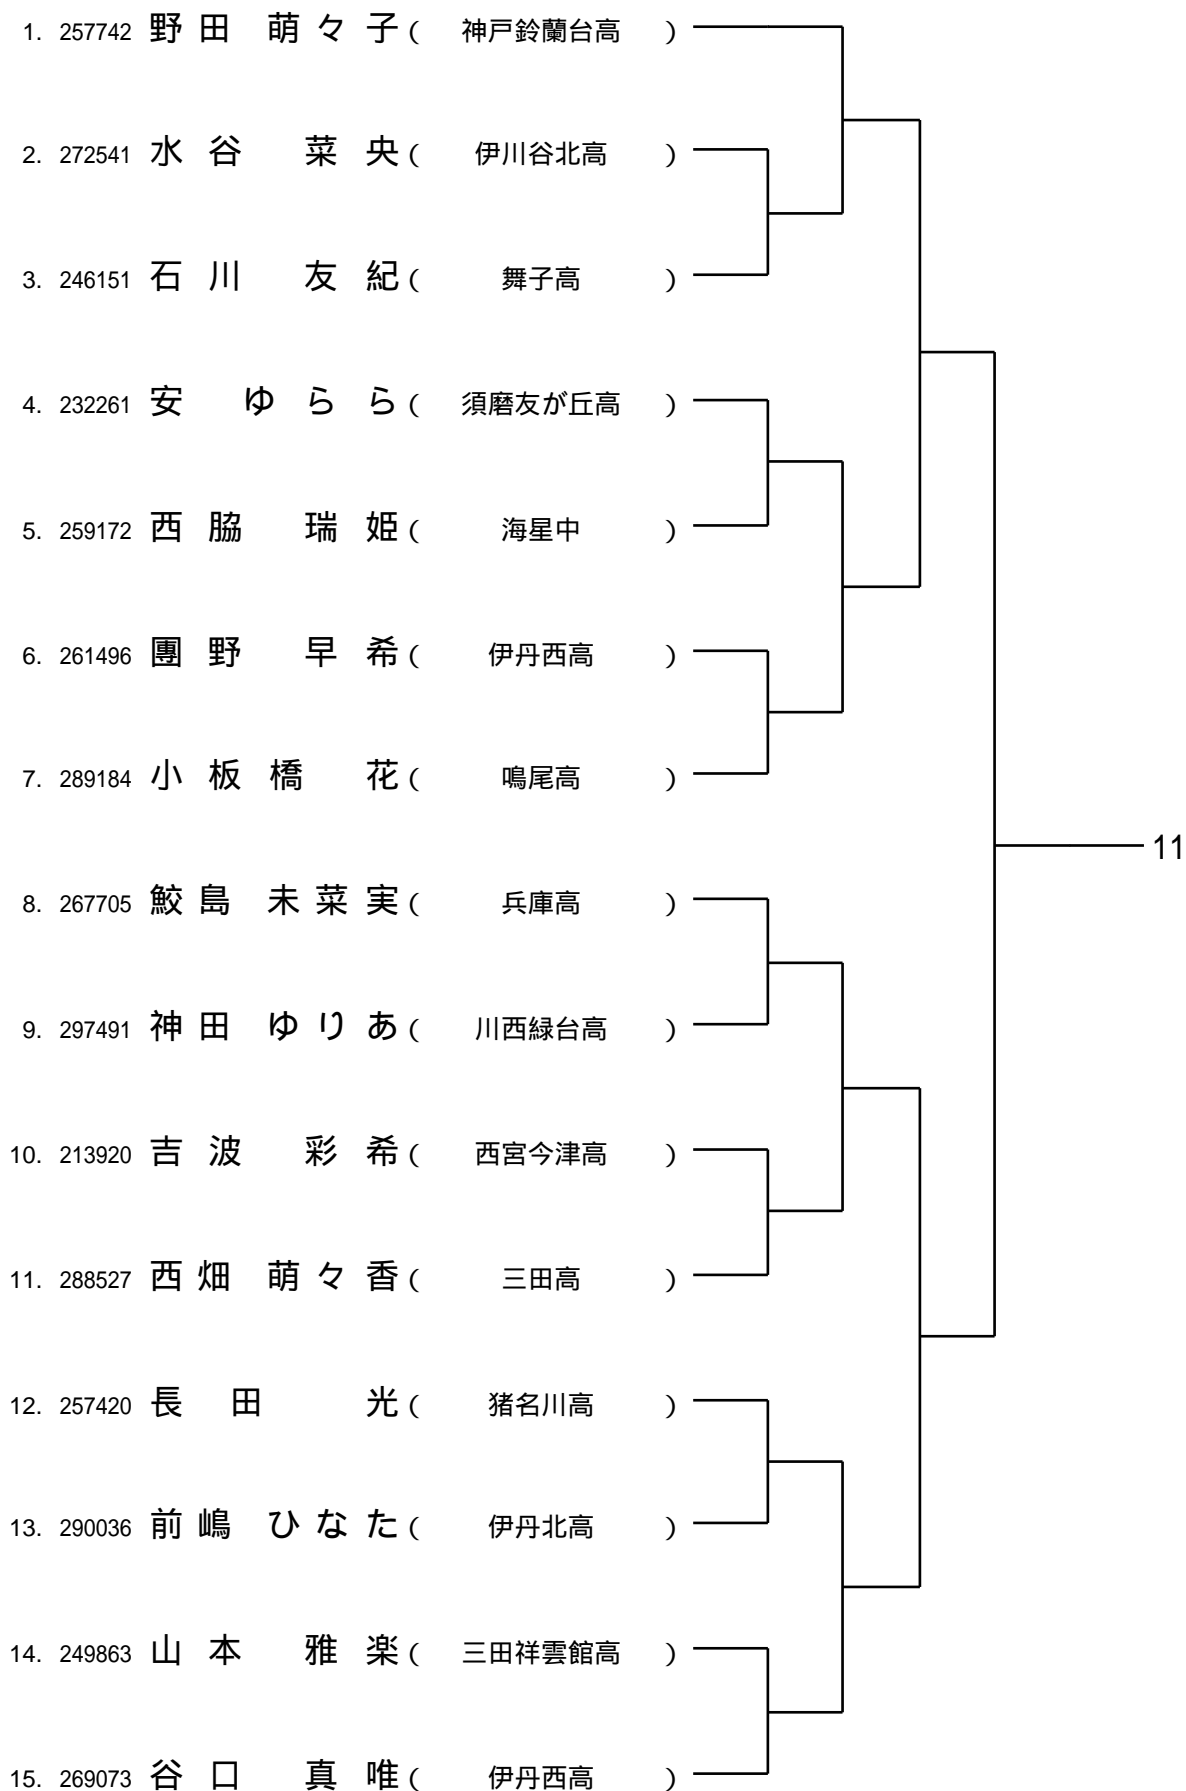 1. 257742 野田 萌々子 ( 神戸鈴蘭台高 )
2. 272541 水谷 菜央 ( 伊川谷北高 )
3. 246151 石川 友紀 ( 舞子高 )
4. 232261 安 ゆらら ( 須磨友が丘高 )
5. 259172 西脇 瑞姫 ( 海星中 )
6. 261496 團野 早希 ( 伊丹西高 )
7. 289184 小板橋 花 ( 鳴尾高 )
11
8. 267705 鮫島 未菜実 ( 兵庫高 )
9. 297491 神田 ゆりあ ( 川西緑台高 )
10. 213920 吉波 彩希 ( 西宮今津高 )
11. 288527 西畑 萌々香 ( 三田高 )
12. 257420 長田 光 ( 猪名川高 )
13. 290036 前嶋 ひなた ( 伊丹北高 )
14. 249863 山本 雅楽 ( 三田祥雲館高 )
15. 269073 谷口 真唯 ( 伊丹西高 )